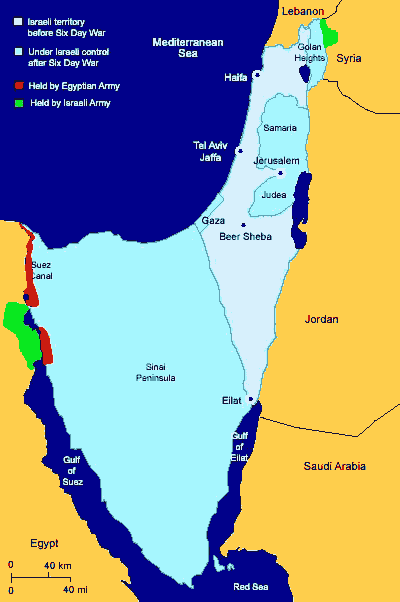 Israeli territory
before Six Day War
Under Israeli control
after Six Day War
Held by Egyptian Army
Held by Israeli Army
Mediterranean
Sea
Lebanon
Golan
Heights
Syria
Haifa
Samaria
Tel Aviv
Jaffa
Jerusalem
Judea
Gaza
Beer Sheba
Suez
Canal
Jordan
Sinai
Peninsula
Eilat
Gulf
of
Eilat
Gulf
of
Suez
Saudi Arabia
Egypt
0 40 km
0 40 mi
Red Sea